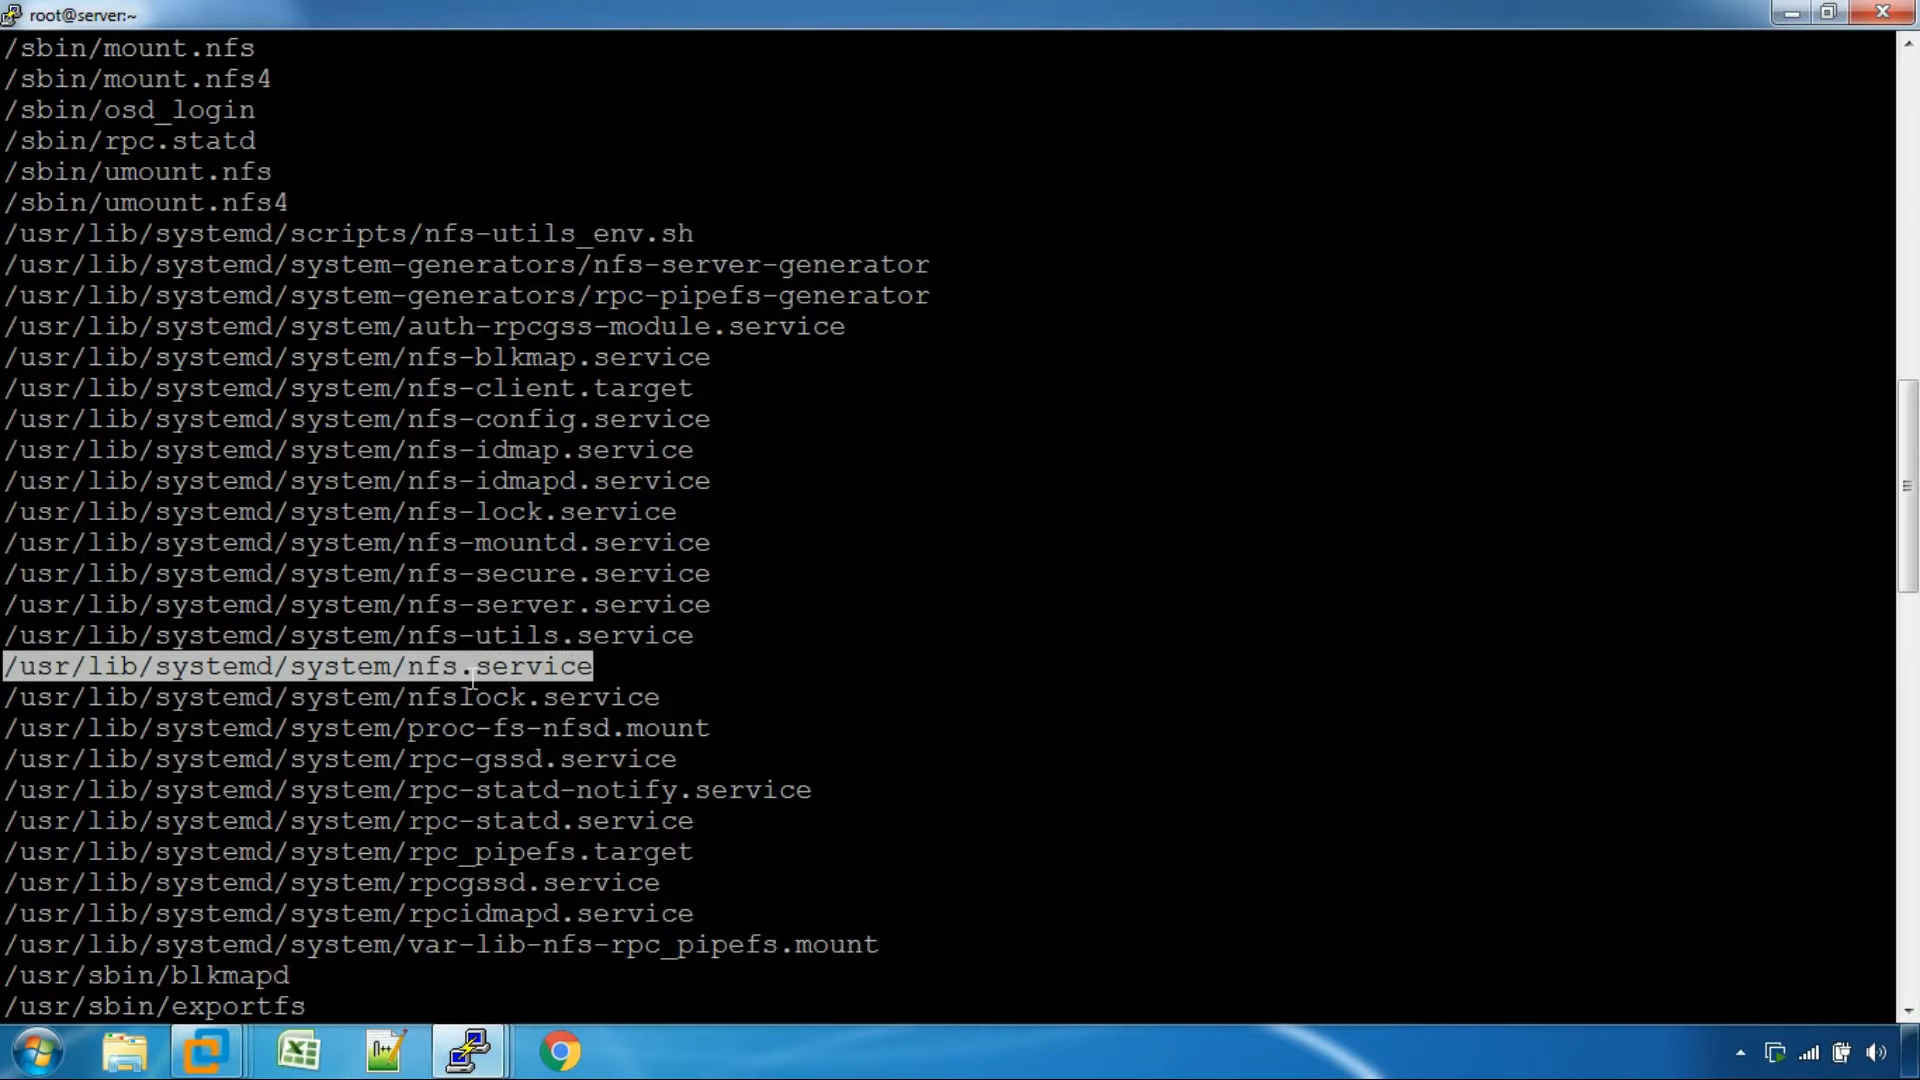 root@server:~
/sbin/mount.nfs
/sbin/mount.nfs4
/sbin/osd_login
/sbin/rpc.statd
/sbin/umount.nfs
/sbin/umount.nfs4
/usr/lib/systemd/scripts/nfs-utils_env.sh
/usr/lib/systemd/system-generators/nfs-server-generator
/usr/lib/systemd/system-generators/rpc-pipefs-generator
/usr/lib/systemd/system/auth-rpcgss-module.service
/usr/lib/systemd/system/nfs-blkmap.service
/usr/lib/systemd/system/nfs-client.target
/usr/lib/systemd/system/nfs-config.service
/usr/lib/systemd/system/nfs-idmap.service
/usr/lib/systemd/system/nfs-idmapd.service
/usr/lib/systemd/system/nfs-lock.service
/usr/lib/systemd/system/nfs-mountd.service
/usr/lib/systemd/system/nfs-secure.service
/usr/lib/systemd/system/nfs-server.service
/usr/lib/systemd/system/nfs-utils.service
/usr/lib/systemd/system/nfs.service
/usr/lib/systemd/system/nfslock.service
/usr/lib/systemd/system/proc-fs-nfsd.mount
/usr/lib/systemd/system/rpc-gssd.service
/usr/lib/systemd/system/rpc-statd-notify.service
/usr/lib/systemd/system/rpc-statd.service
/usr/lib/systemd/system/rpc_pipefs.target
/usr/lib/systemd/system/rpcgssd.service
/usr/lib/systemd/system/rpcidmapd.service
/usr/lib/systemd/system/var-lib-nfs-rpc_pipefs.mount
/usr/sbin/blkmapd
/usr/sbin/exportfs